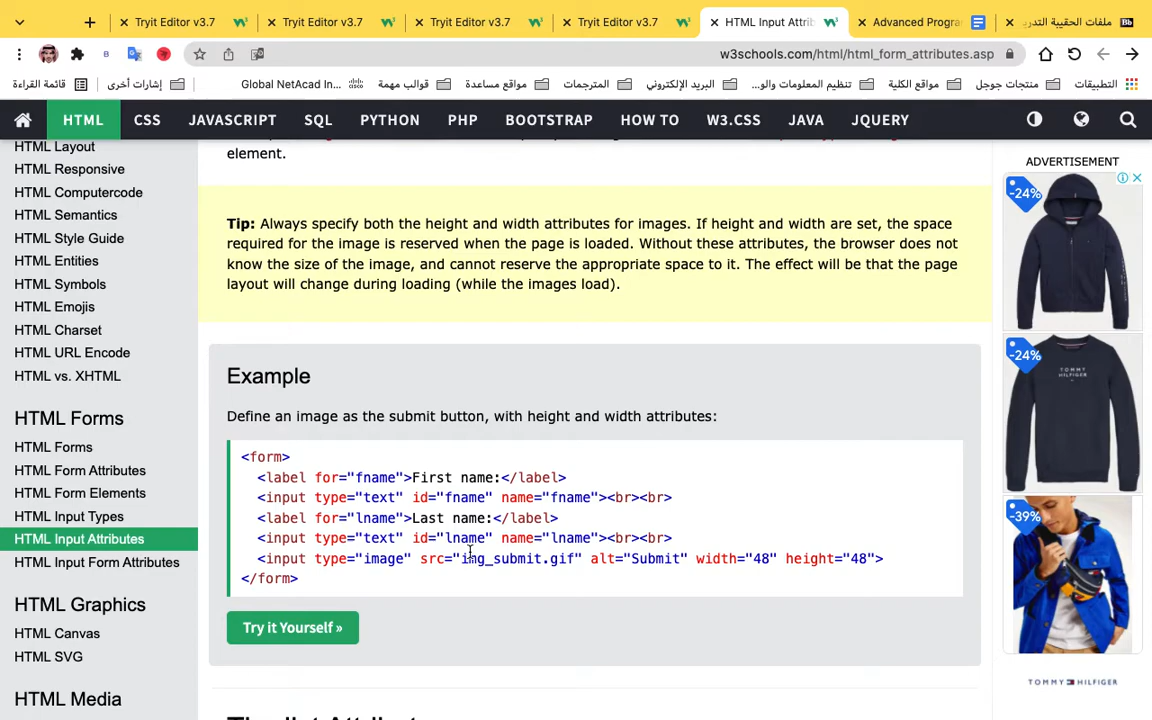 Tryit Editor v3.7
Tryit Editor v3.7
Tryit Editor v3.7
Tryit Editor v3.7
HTML Input Attrib
Advanced Progra
ملفات الحقيبة التدري
Bb
w3schools.com/html/html_form_attributes.asp
التطبيقات
منتجات جوجل
مواقع الكلية
تنظيم المعلومات والو...
البريد الإلكتروني
المترجمات
مواقع مساعدة
قوالب مهمة
Global NetAcad In...
إشارات أخرى
قائمة القراءة
HTML CSS JAVASCRIPT SQL PYTHON PHP BOOTSTRAP HOW TO W3.CSS JAVA JQUERY
HTML Layout
HTML Responsive
HTML Computercode
HTML Semantics
HTML Style Guide
HTML Entities
HTML Symbols
HTML Emojis
HTML Charset
HTML URL Encode
HTML vs. XHTML
HTML Forms
HTML Forms
HTML Form Attributes
HTML Form Elements
HTML Input Types
HTML Input Attributes
HTML Input Form Attributes
HTML Graphics
HTML Canvas
HTML SVG
HTML Media
element.
Tip: Always specify both the height and width attributes for images. If height and width are set, the space
required for the image is reserved when the page is loaded. Without these attributes, the browser does not
know the size of the image, and cannot reserve the appropriate space to it. The effect will be that the page
layout will change during loading (while the images load).
Example
Define an image as the submit button, with height and width attributes:
<form>
<label for="fname">First name:</label>
<input type="text" id="fname" name="fname"><br><br>
<label for="lname">Last name:</label>
<input type="text" id="lname" name="lname"><br><br>
<input type="image" src="img_submit.gif" alt="Submit" width="48" height="48">
</form>
Try it Yourself »
ADVERTISEMENT
-24%
-24%
TOMMY
HILFIGER
-39%
TOMMY HILFIGER